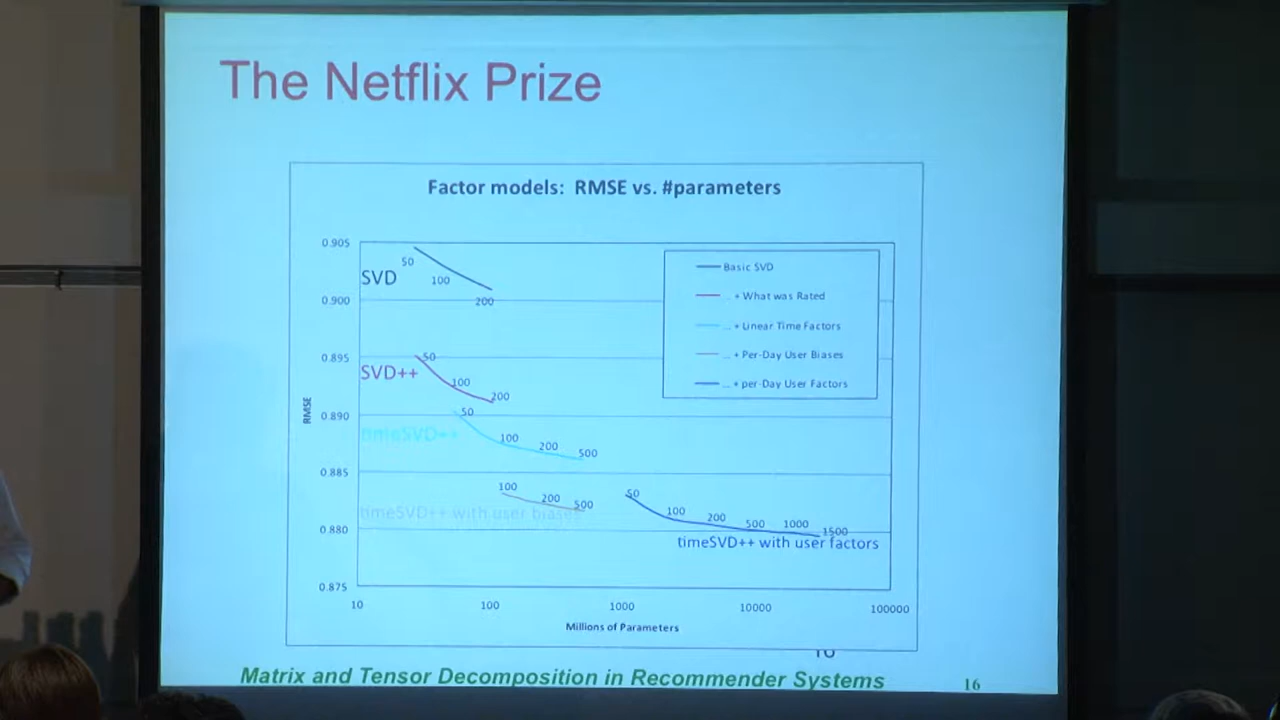 The Netflix Prize
Factor models: RMSE vs. #parameters
0.905
0.900
0.895
0.890
0.885
0.880
0.875
RMSE
SVD
50
100
200
SVD++
50
100
200
timeSVD++
50
100
200
500
timeSVD++ with user biases
100
200
500
50
100
200
500
1000
1500
timeSVD++ with user factors
Basic SVD
... + What was Rated
... + Linear Time Factors
... + Per-Day User Biases
... + per-Day User Factors
10
100
1000
10000
100000
Millions of Parameters
Matrix and Tensor Decomposition in Recommender Systems
16